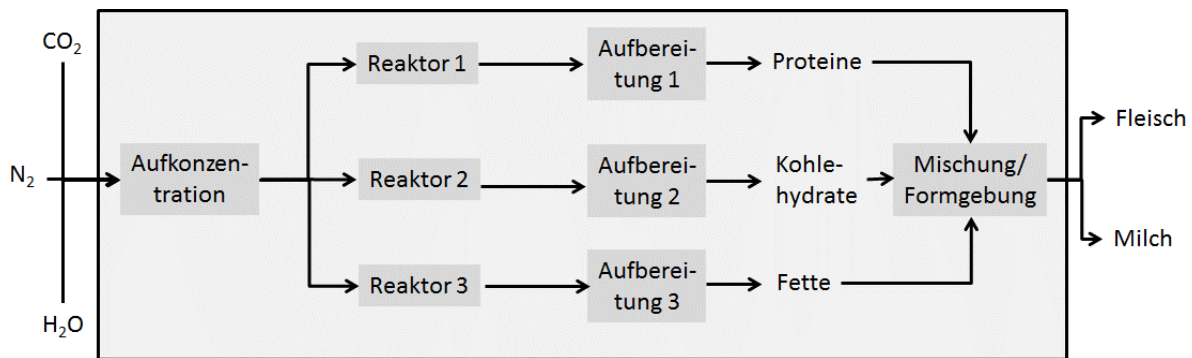 CO₂
N₂
H₂O
Aufkonzen-
tration
Reaktor 1
Aufberei-
tung 1
Proteine
Reaktor 2
Aufberei-
tung 2
Kohle-
hydrate
Reaktor 3
Aufberei-
tung 3
Fette
Mischung/
Formgebung
Fleisch
Milch